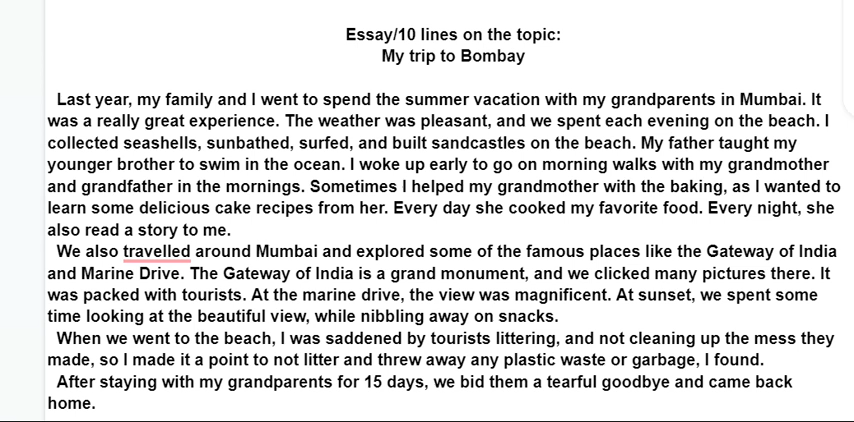 Essay/10 lines on the topic:
My trip to Bombay
Last year, my family and I went to spend the summer vacation with my grandparents in Mumbai. It
was a really great experience. The weather was pleasant, and we spent each evening on the beach. I
collected seashells, sunbathed, surfed, and built sandcastles on the beach. My father taught my
younger brother to swim in the ocean. I woke up early to go on morning walks with my grandmother
and grandfather in the mornings. Sometimes I helped my grandmother with the baking, as I wanted to
learn some delicious cake recipes from her. Every day she cooked my favorite food. Every night, she
also read a story to me.
We also travelled around Mumbai and explored some of the famous places like the Gateway of India
and Marine Drive. The Gateway of India is a grand monument, and we clicked many pictures there. It
was packed with tourists. At the marine drive, the view was magnificent. At sunset, we spent some
time looking at the beautiful view, while nibbling away on snacks.
When we went to the beach, I was saddened by tourists littering, and not cleaning up the mess they
made, so I made it a point to not litter and threw away any plastic waste or garbage, I found.
After staying with my grandparents for 15 days, we bid them a tearful goodbye and came back
home.